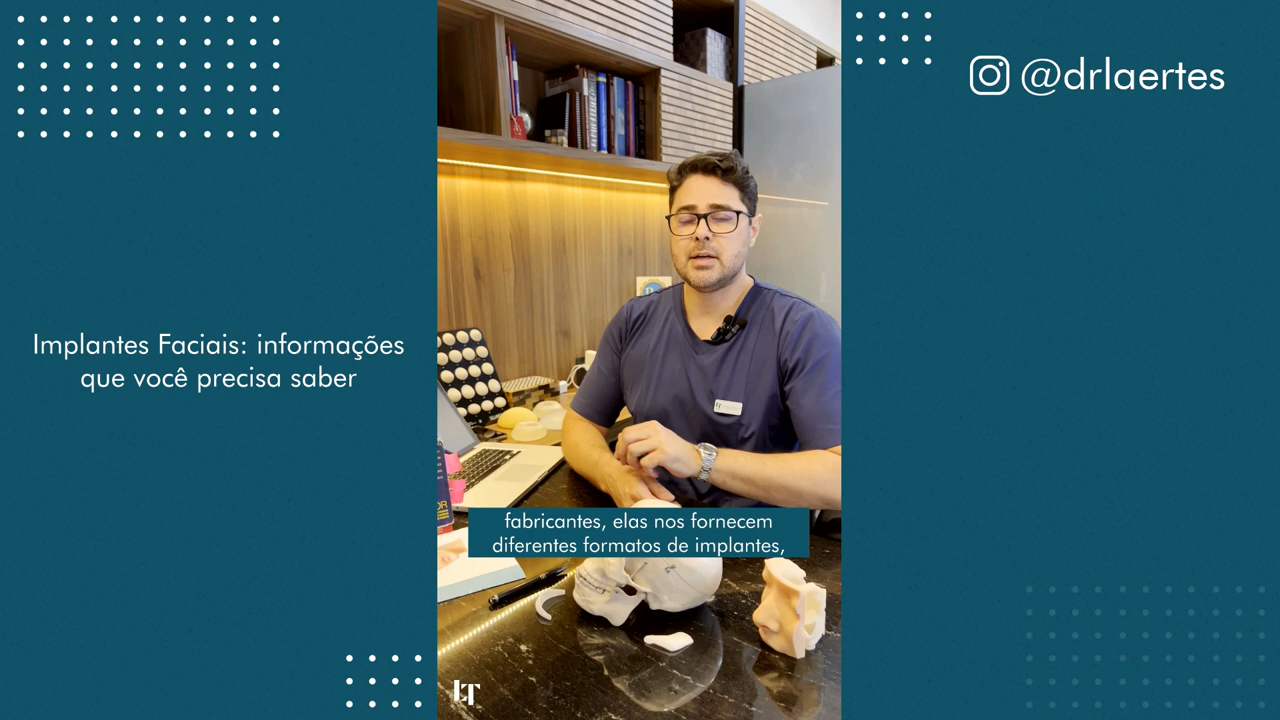 @drlaertes
Implantes Faciais: informações
que você precisa saber
fabricantes, elas nos fornecem
diferentes formatos de implantes,
LT